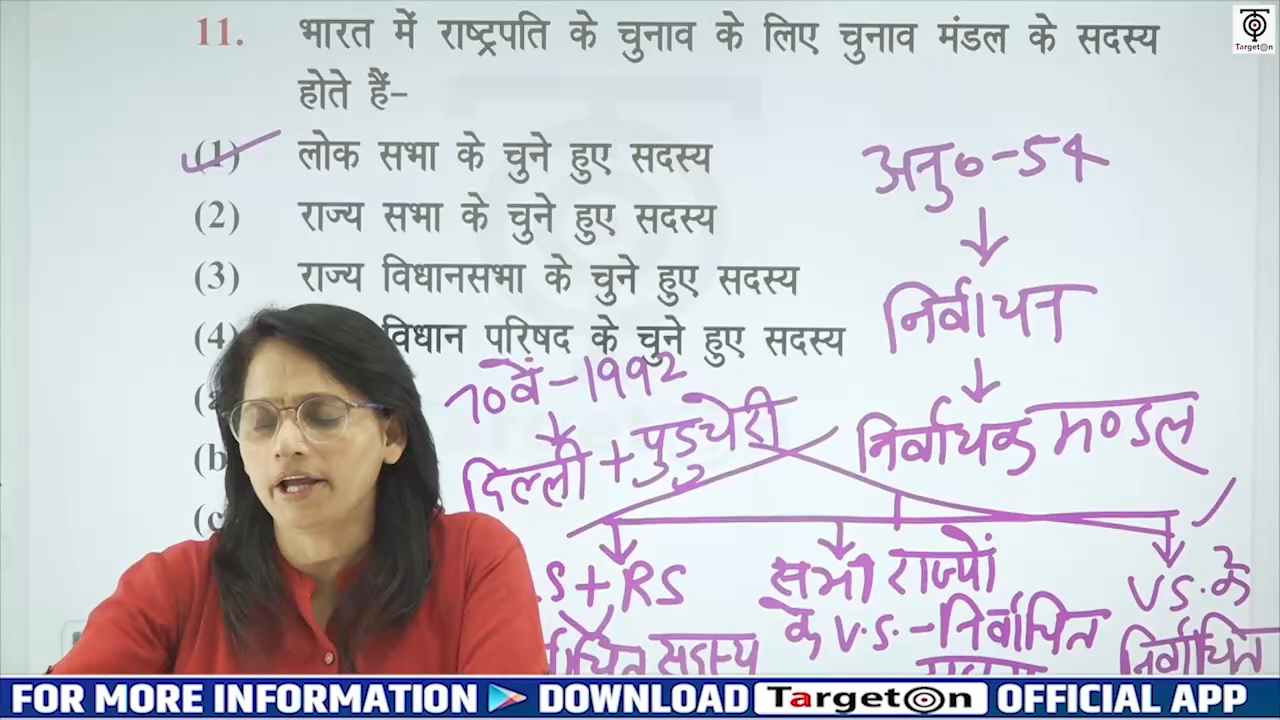 11. भारत में राष्ट्रपति के चुनाव के लिए चुनाव मंडल के सदस्य
होते हैं-
(1) लोक सभा के चुने हुए सदस्य
(2) राज्य सभा के चुने हुए सदस्य
(3) राज्य विधानसभा के चुने हुए सदस्य
(4 विधान परिषद के चुने हुए सदस्य
(b
(c
अनु०-54
निर्वाचन
निर्वाचक मण्डल
70वें-1992
दिल्ली + पुडुचेरी
S+RS
सदस्य
सभी राज्यों
के V.S.-निर्वाचित
V.S. के
निर्वाचित
Target n
FOR MORE INFORMATION DOWNLOAD Target n OFFICIAL APP